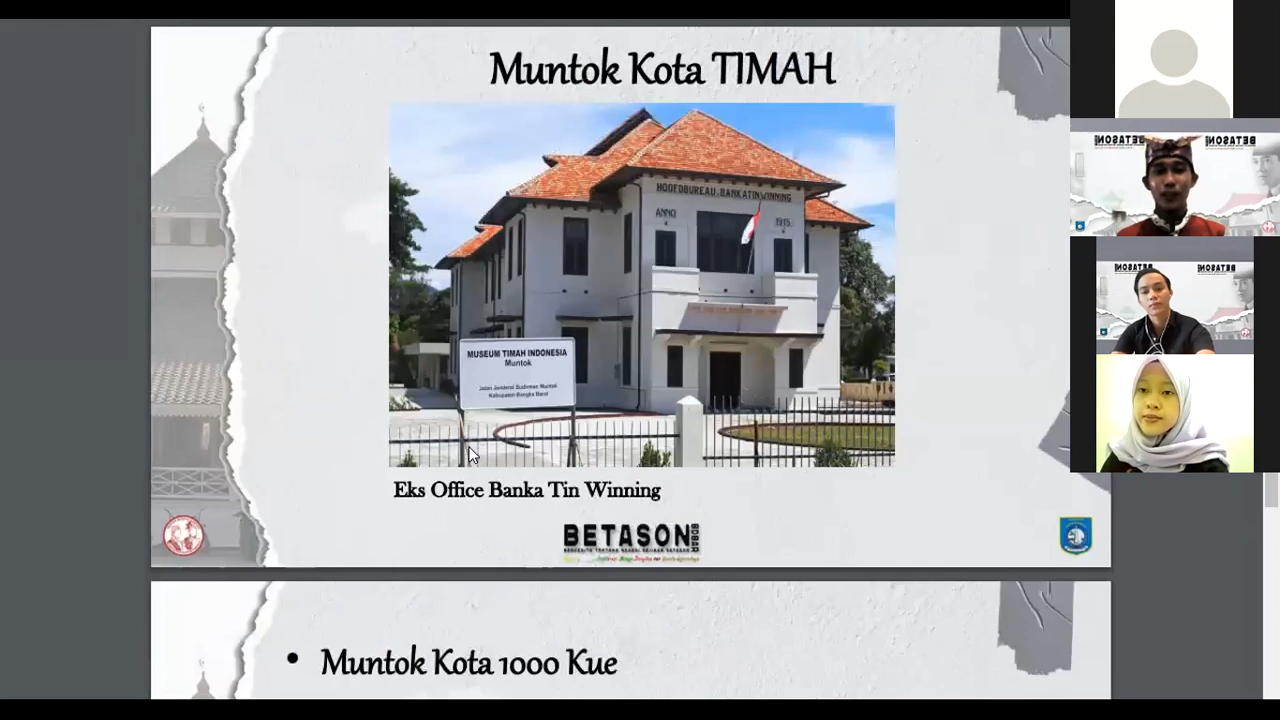 Muntok Kota TIMAH
HOOFDBUREAU BANKATINWINNING
ANNO 1915
MUSEUM TIMAH INDONESIA
Muntok
Jalan Jenderal Sudirman Muntok
Kabupaten Bangka Barat
Eks Office Banka Tin Winning
BETASON
BOBAR
• Muntok Kota 1000 Kue
BETASON
BETASON
BETASON
BETASON